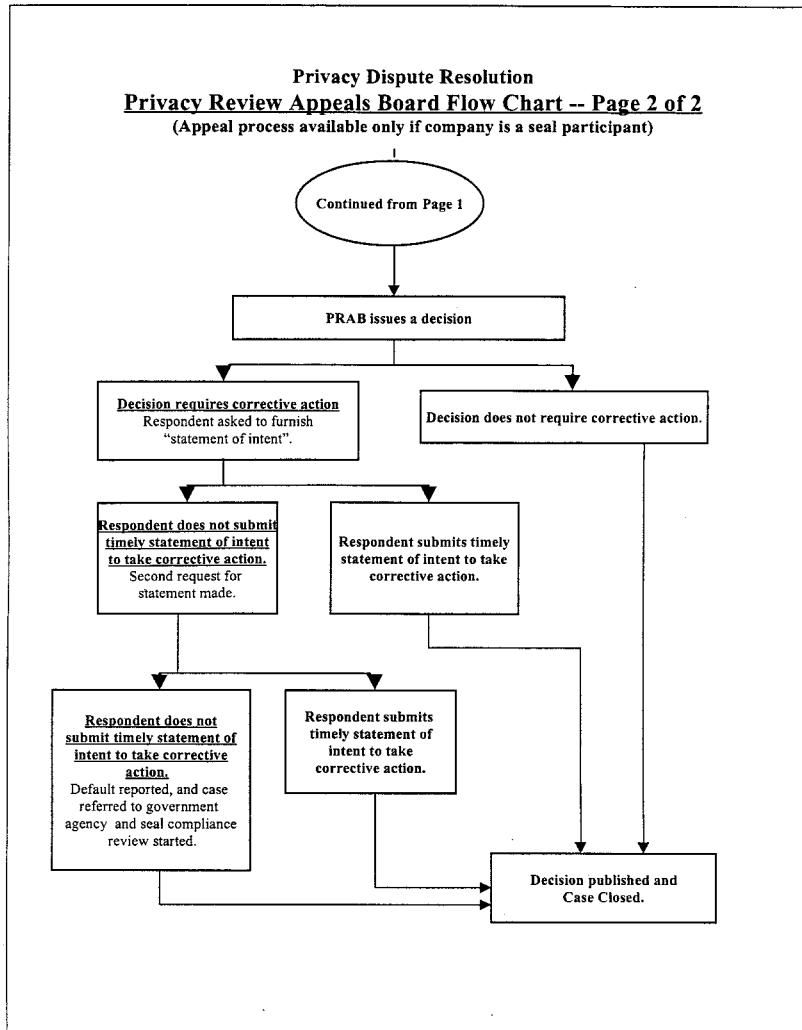 Privacy Dispute Resolution
Privacy Review Appeals Board Flow Chart -- Page 2 of 2
(Appeal process available only if company is a seal participant)
Continued from Page 1
PRAB issues a decision
Decision requires corrective action
Respondent asked to furnish
“statement of intent”.
Decision does not require corrective action.
Respondent does not submit
timely statement of intent
to take corrective action.
Second request for
statement made.
Respondent submits timely
statement of intent to take
corrective action.
Respondent does not
submit timely statement of
intent to take corrective
action.
Default reported, and case
referred to government
agency and seal compliance
review started.
Respondent submits
timely statement of
intent to take
corrective action.
Decision published and
Case Closed.